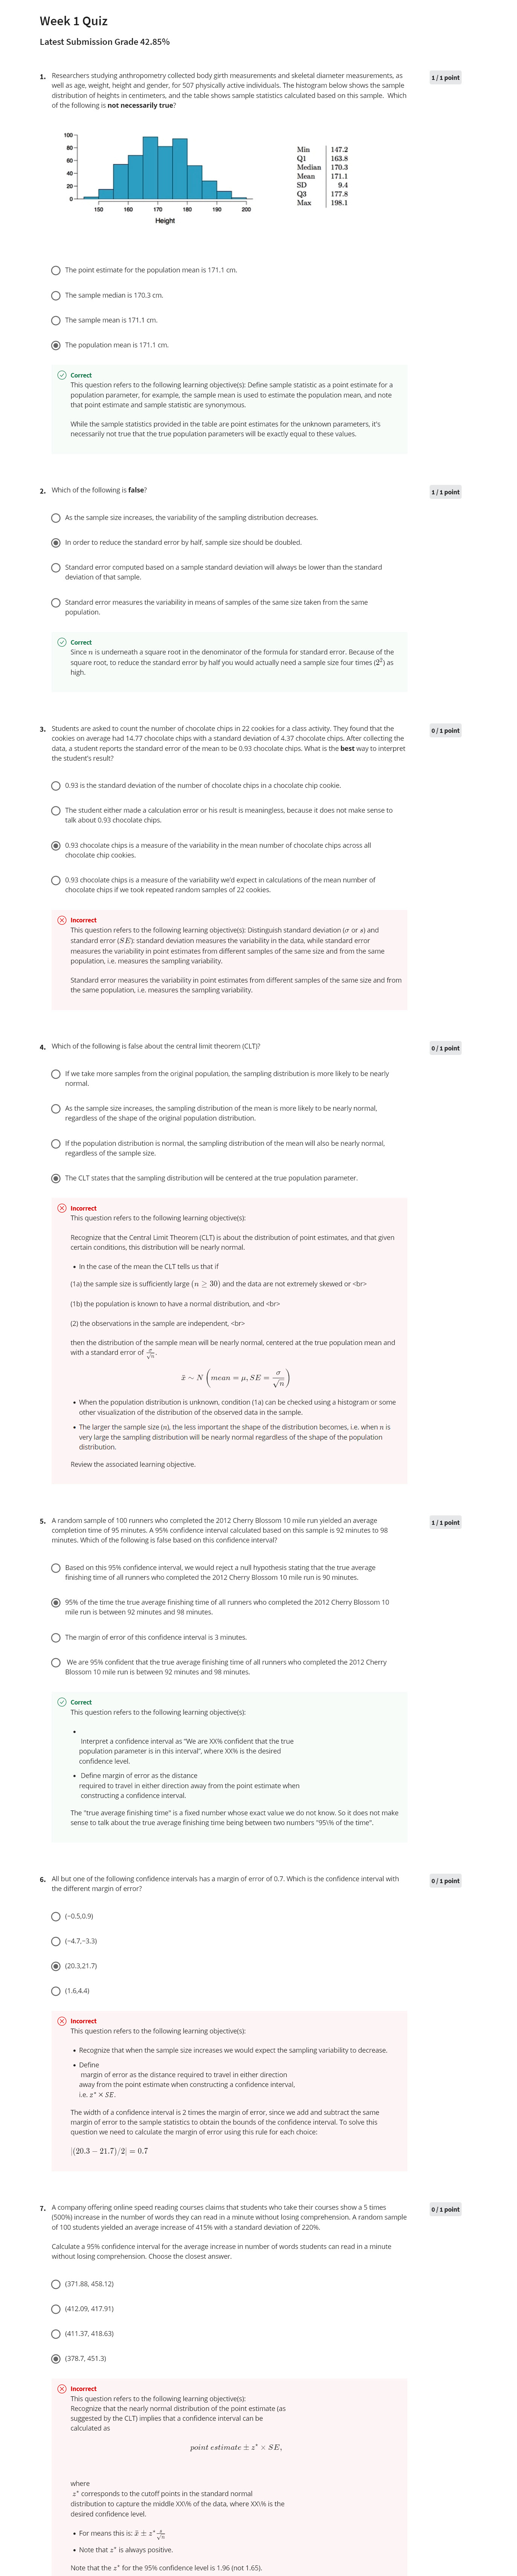 Week 1 Quiz
Latest Submission Grade 42.85%
1. Researchers studying anthropometry collected body girth measurements and skeletal diameter measurements, as
1 / 1 point
well as age, weight, height and gender, for 507 physically active individuals. The histogram below shows the sample
distribution of heights in centimeters, and the table shows sample statistics calculated based on this sample. Which
of the following is not necessarily true?
100
80
60
40
20
0
150 160 170 180 190 200
Height
Min 147.2
Q1 163.8
Median 170.3
Mean 171.1
SD 9.4
Q3 177.8
Max 198.1
The point estimate for the population mean is 171.1 cm.
The sample median is 170.3 cm.
The sample mean is 171.1 cm.
The population mean is 171.1 cm.
Correct
This question refers to the following learning objective(s): Define sample statistic as a point estimate for a
population parameter, for example, the sample mean is used to estimate the population mean, and note
that point estimate and sample statistic are synonymous.
While the sample statistics provided in the table are point estimates for the unknown parameters, it's
necessarily not true that the true population parameters will be exactly equal to these values.
2. Which of the following is false?
1 / 1 point
As the sample size increases, the variability of the sampling distribution decreases.
In order to reduce the standard error by half, sample size should be doubled.
Standard error computed based on a sample standard deviation will always be lower than the standard
deviation of that sample.
Standard error measures the variability in means of samples of the same size taken from the same
population.
Correct
Since n is underneath a square root in the denominator of the formula for standard error. Because of the
square root, to reduce the standard error by half you would actually need a sample size four times (2²) as
high.
3. Students are asked to count the number of chocolate chips in 22 cookies for a class activity. They found that the
0 / 1 point
cookies on average had 14.77 chocolate chips with a standard deviation of 4.37 chocolate chips. After collecting the
data, a student reports the standard error of the mean to be 0.93 chocolate chips. What is the best way to interpret
the student's result?
0.93 is the standard deviation of the number of chocolate chips in a chocolate chip cookie.
The student either made a calculation error or his result is meaningless, because it does not make sense to
talk about 0.93 chocolate chips.
0.93 chocolate chips is a measure of the variability in the mean number of chocolate chips across all
chocolate chip cookies.
0.93 chocolate chips is a measure of the variability we'd expect in calculations of the mean number of
chocolate chips if we took repeated random samples of 22 cookies.
Incorrect
This question refers to the following learning objective(s): Distinguish standard deviation (σ or s) and
standard error (SE): standard deviation measures the variability in the data, while standard error
measures the variability in point estimates from different samples of the same size and from the same
population, i.e. measures the sampling variability.
Standard error measures the variability in point estimates from different samples of the same size and from
the same population, i.e. measures the sampling variability.
4. Which of the following is false about the central limit theorem (CLT)?
0 / 1 point
If we take more samples from the original population, the sampling distribution is more likely to be nearly
normal.
As the sample size increases, the sampling distribution of the mean is more likely to be nearly normal,
regardless of the shape of the original population distribution.
If the population distribution is normal, the sampling distribution of the mean will also be nearly normal,
regardless of the sample size.
The CLT states that the sampling distribution will be centered at the true population parameter.
Incorrect
This question refers to the following learning objective(s):
Recognize that the Central Limit Theorem (CLT) is about the distribution of point estimates, and that given
certain conditions, this distribution will be nearly normal.
• In the case of the mean the CLT tells us that if
(1a) the sample size is sufficiently large (n ≥ 30) and the data are not extremely skewed or <br>
(1b) the population is known to have a normal distribution, and <br>
(2) the observations in the sample are independent, <br>
then the distribution of the sample mean will be nearly normal, centered at the true population mean and
with a standard error of σ/√n.
x̄ ∼ N (mean = μ, SE = σ/√n)
• When the population distribution is unknown, condition (1a) can be checked using a histogram or some
other visualization of the distribution of the observed data in the sample.
• The larger the sample size (n), the less important the shape of the distribution becomes, i.e. when n is
very large the sampling distribution will be nearly normal regardless of the shape of the population
distribution.
Review the associated learning objective.
5. A random sample of 100 runners who completed the 2012 Cherry Blossom 10 mile run yielded an average
1 / 1 point
completion time of 95 minutes. A 95% confidence interval calculated based on this sample is 92 minutes to 98
minutes. Which of the following is false based on this confidence interval?
Based on this 95% confidence interval, we would reject a null hypothesis stating that the true average
finishing time of all runners who completed the 2012 Cherry Blossom 10 mile run is 90 minutes.
95% of the time the true average finishing time of all runners who completed the 2012 Cherry Blossom 10
mile run is between 92 minutes and 98 minutes.
The margin of error of this confidence interval is 3 minutes.
We are 95% confident that the true average finishing time of all runners who completed the 2012 Cherry
Blossom 10 mile run is between 92 minutes and 98 minutes.
Correct
This question refers to the following learning objective(s):
•
Interpret a confidence interval as "We are XX% confident that the true
population parameter is in this interval", where XX% is the desired
confidence level.
• Define margin of error as the distance
required to travel in either direction away from the point estimate when
constructing a confidence interval.
The "true average finishing time" is a fixed number whose exact value we do not know. So it does not make
sense to talk about the true average finishing time being between two numbers "95\% of the time".
6. All but one of the following confidence intervals has a margin of error of 0.7. Which is the confidence interval with
0 / 1 point
the different margin of error?
(−0.5,0.9)
(−4.7,−3.3)
(20.3,21.7)
(1.6,4.4)
Incorrect
This question refers to the following learning objective(s):
• Recognize that when the sample size increases we would expect the sampling variability to decrease.
• Define
margin of error as the distance required to travel in either direction
away from the point estimate when constructing a confidence interval,
i.e. z* × SE.
The width of a confidence interval is 2 times the margin of error, since we add and subtract the same
margin of error to the sample statistics to obtain the bounds of the confidence interval. To solve this
question we need to calculate the margin of error using this rule for each choice:
|(20.3 − 21.7)/2| = 0.7
7. A company offering online speed reading courses claims that students who take their courses show a 5 times
0 / 1 point
(500%) increase in the number of words they can read in a minute without losing comprehension. A random sample
of 100 students yielded an average increase of 415% with a standard deviation of 220%.
Calculate a 95% confidence interval for the average increase in number of words students can read in a minute
without losing comprehension. Choose the closest answer.
(371.88, 458.12)
(412.09, 417.91)
(411.37, 418.63)
(378.7, 451.3)
Incorrect
This question refers to the following learning objective(s):
Recognize that the nearly normal distribution of the point estimate (as
suggested by the CLT) implies that a confidence interval can be
calculated as
point estimate ± z* × SE,
where
z* corresponds to the cutoff points in the standard normal
distribution to capture the middle XX\% of the data, where XX\% is the
desired confidence level.
• For means this is: x̄ ± z* s/√n
• Note that z* is always positive.
Note that the z* for the 95% confidence level is 1.96 (not 1.65).